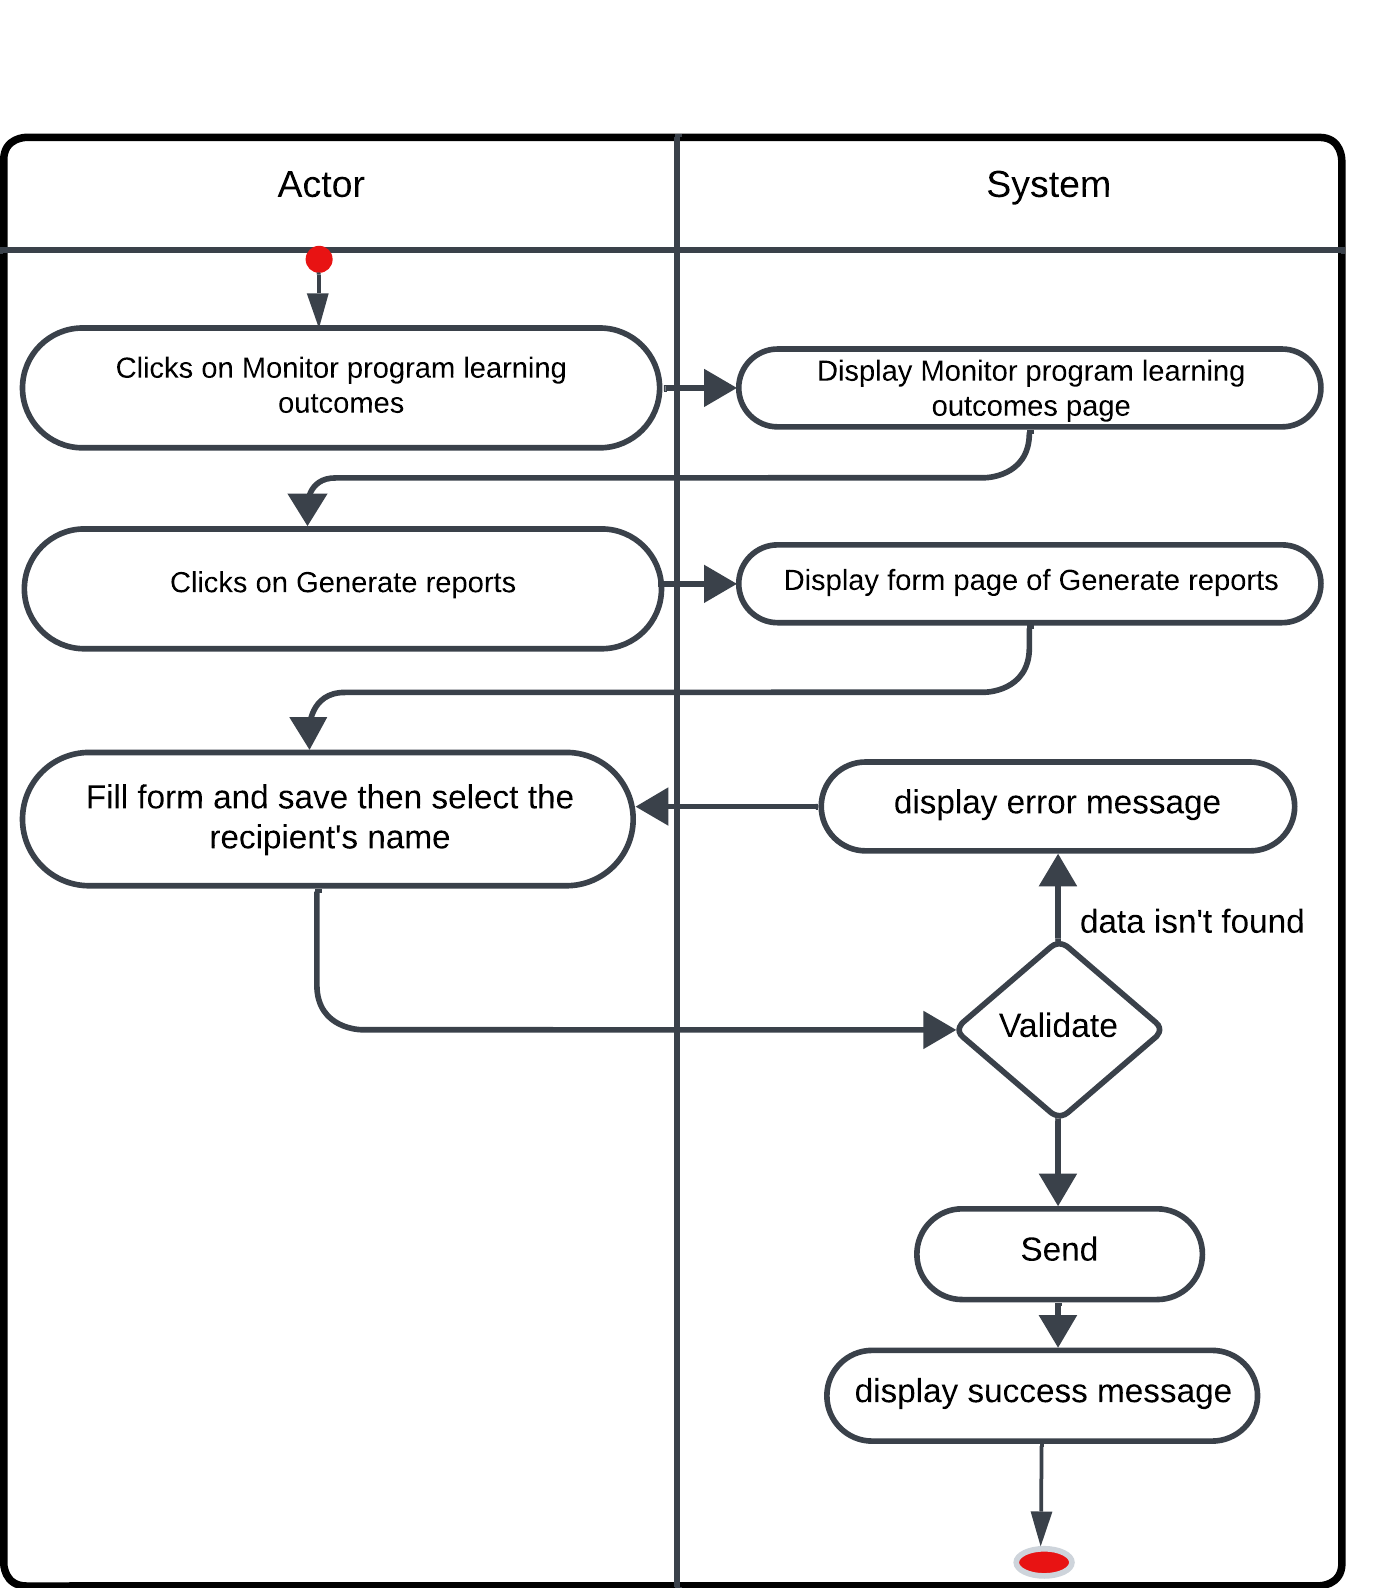 Actor
System
Clicks on Monitor program learning
outcomes
Display Monitor program learning
outcomes page
Clicks on Generate reports
Display form page of Generate reports
Fill form and save then select the
recipient's name
display error message
data isn't found
Validate
Send
display success message